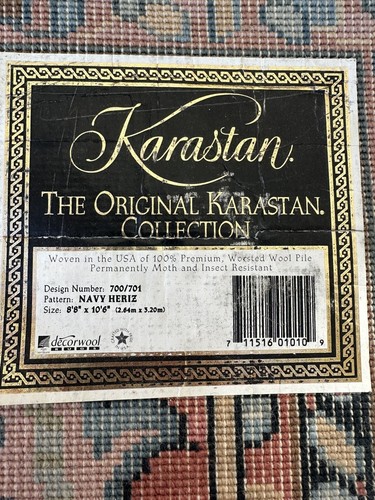 Karastan.
THE ORIGINAL KARASTAN.
COLLECTION
Woven in the USA of 100% Premium, Worsted Wool Pile
Permanently Moth and Insect Resistant
Design Number: 700/701
Pattern: NAVY HERIZ
Size: 8'8" x 10'6" (2.64m x 3.20m)
decorwool
RUGS
7 11516 01010 9